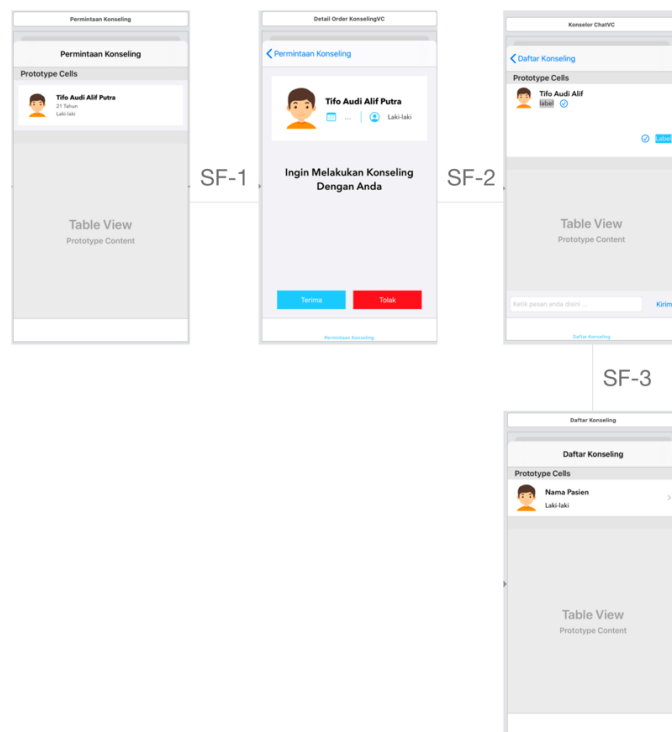 Permintaan Konseling
Permintaan Konseling
Prototype Cells
Tifo Audi Alif Putra
21 Tahun
Laki-laki
Table View
Prototype Content
SF-1
Detail Order KonselingVC
Permintaan Konseling
Tifo Audi Alif Putra
...
Laki-laki
Ingin Melakukan Konseling
Dengan Anda
Terima
Tolak
Permintaan Konseling
SF-2
Konselor ChatVC
Daftar Konseling
Prototype Cells
Tifo Audi Alif
label
Label
Table View
Prototype Content
Ketik pesan anda disini ...
Kirim
Daftar Konseling
SF-3
Daftar Konseling
Daftar Konseling
Prototype Cells
Nama Pasien
Laki-laki
Table View
Prototype Content